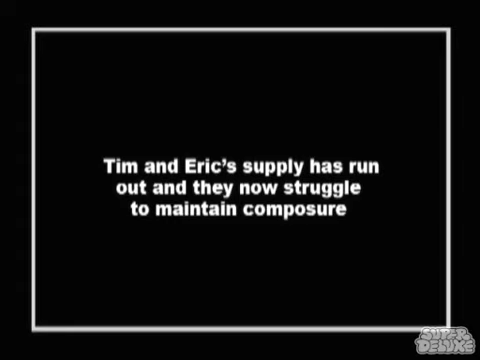 Tim and Eric's supply has run
out and they now struggle
to maintain composure
SUPER
DELUXE